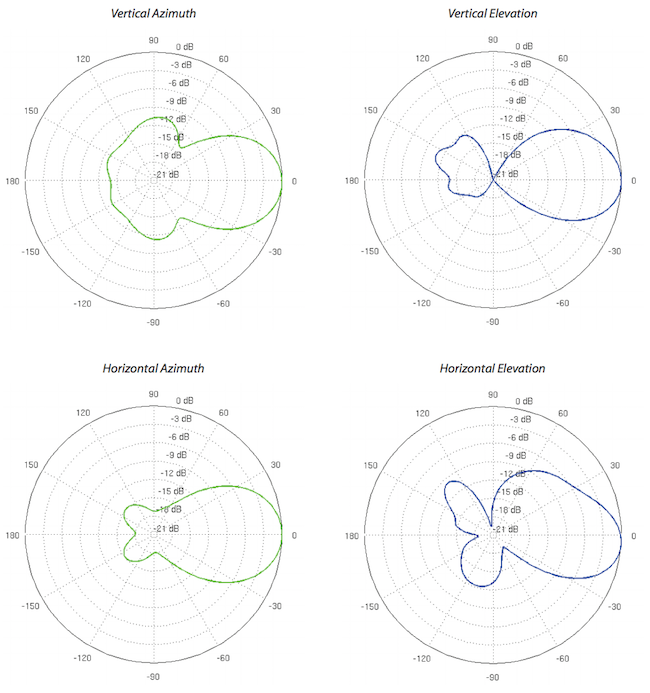 Vertical Azimuth
Vertical Elevation
90
0 dB
120
60
-3 dB
-6 dB
150
30
-9 dB
-12 dB
-15 dB
-18 dB
180
-21 dB
0
-150
-30
-120
-60
-90
90
0 dB
120
60
-3 dB
-6 dB
150
30
-9 dB
-12 dB
-15 dB
-18 dB
180
-21 dB
0
-150
-30
-120
-60
-90
Horizontal Azimuth
Horizontal Elevation
90
0 dB
120
60
-3 dB
-6 dB
150
30
-9 dB
-12 dB
-15 dB
-18 dB
180
-21 dB
0
-150
-30
-120
-60
-90
90
0 dB
120
60
-3 dB
-6 dB
150
30
-9 dB
-12 dB
-15 dB
-18 dB
180
-21 dB
0
-150
-30
-120
-60
-90